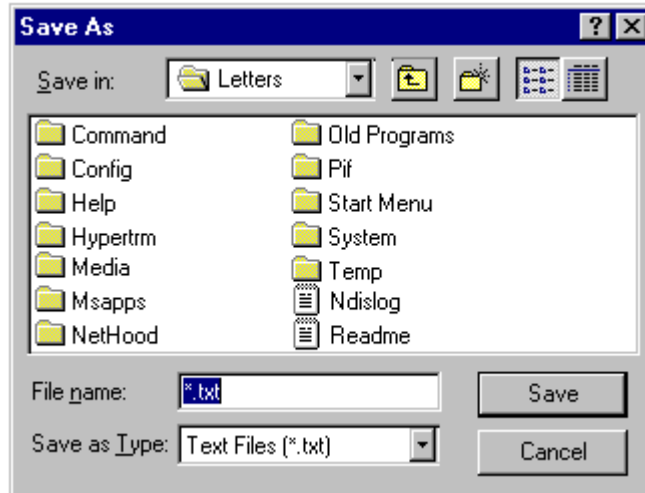 Save As
Save in: Letters
Command Old Programs
Config Pif
Help Start Menu
Hypertrm System
Media Temp
Msapps Ndislog
NetHood Readme
File name: *.txt Save
Save as Type: Text Files (*.txt) Cancel